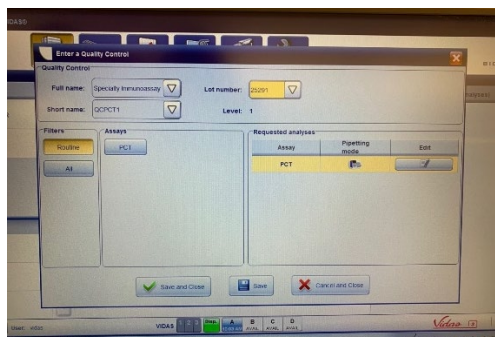 VIDAS®
Enter a Quality Control
Quality Control
Full name: Specialty Immunoassay
Lot number: 25291
Short name: QCPCT1
Level: 1
Filters
Routine
All
Assays
PCT
Requested analyses
Assay Pipetting mode Edit
PCT
Save and Close
Save
Cancel and Close
VIDAS
Disp.
A
B AVAIL
C AVAIL
D AVAIL
Vidas